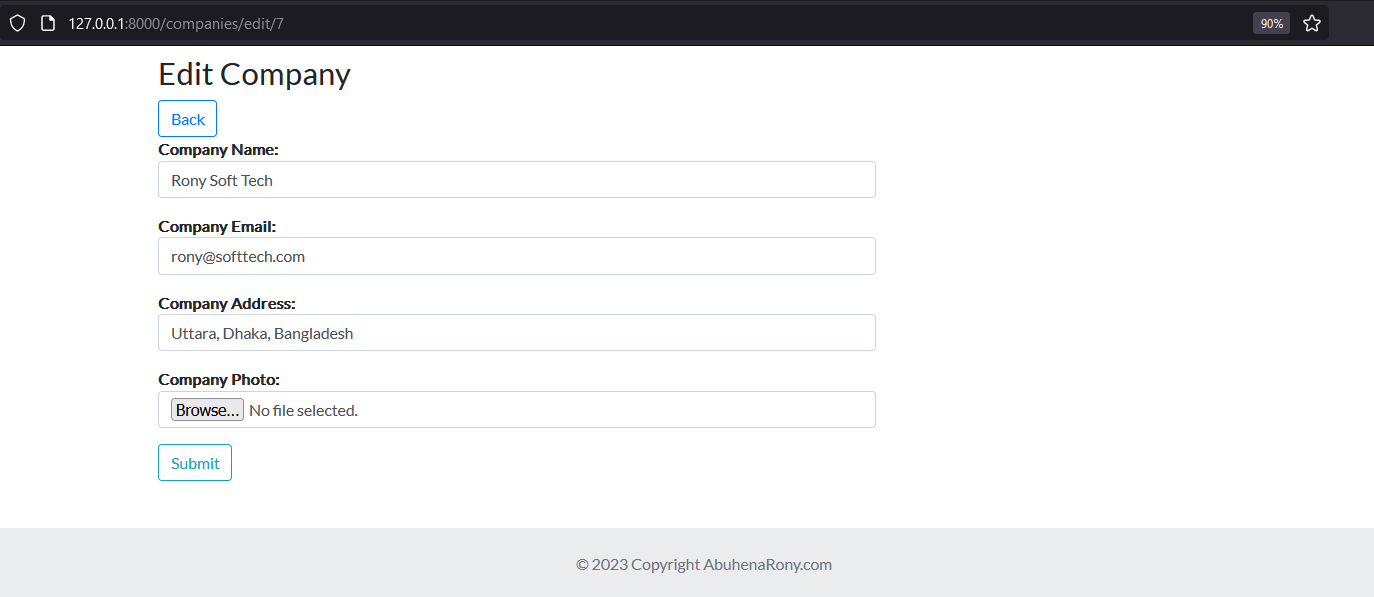 127.0.0.1:8000/companies/edit/7 90%
Edit Company
Back
Company Name:
Rony Soft Tech
Company Email:
rony@softtech.com
Company Address:
Uttara, Dhaka, Bangladesh
Company Photo:
Browse... No file selected.
Submit
© 2023 Copyright AbuhenaRony.com